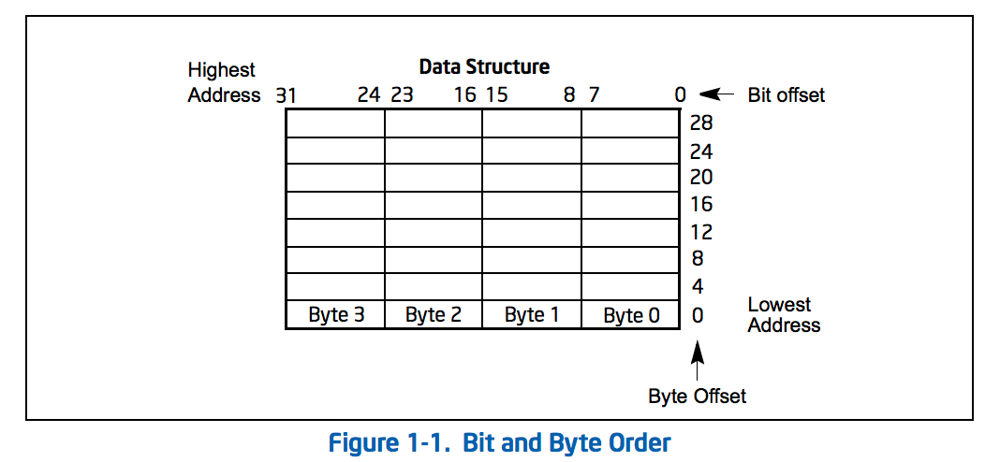 Data Structure
Highest
Address 31 24 23 16 15 8 7 0 Bit offset
28
24
20
16
12
8
4
Byte 3 Byte 2 Byte 1 Byte 0 0
Lowest
Address
Byte Offset
Figure 1-1. Bit and Byte Order